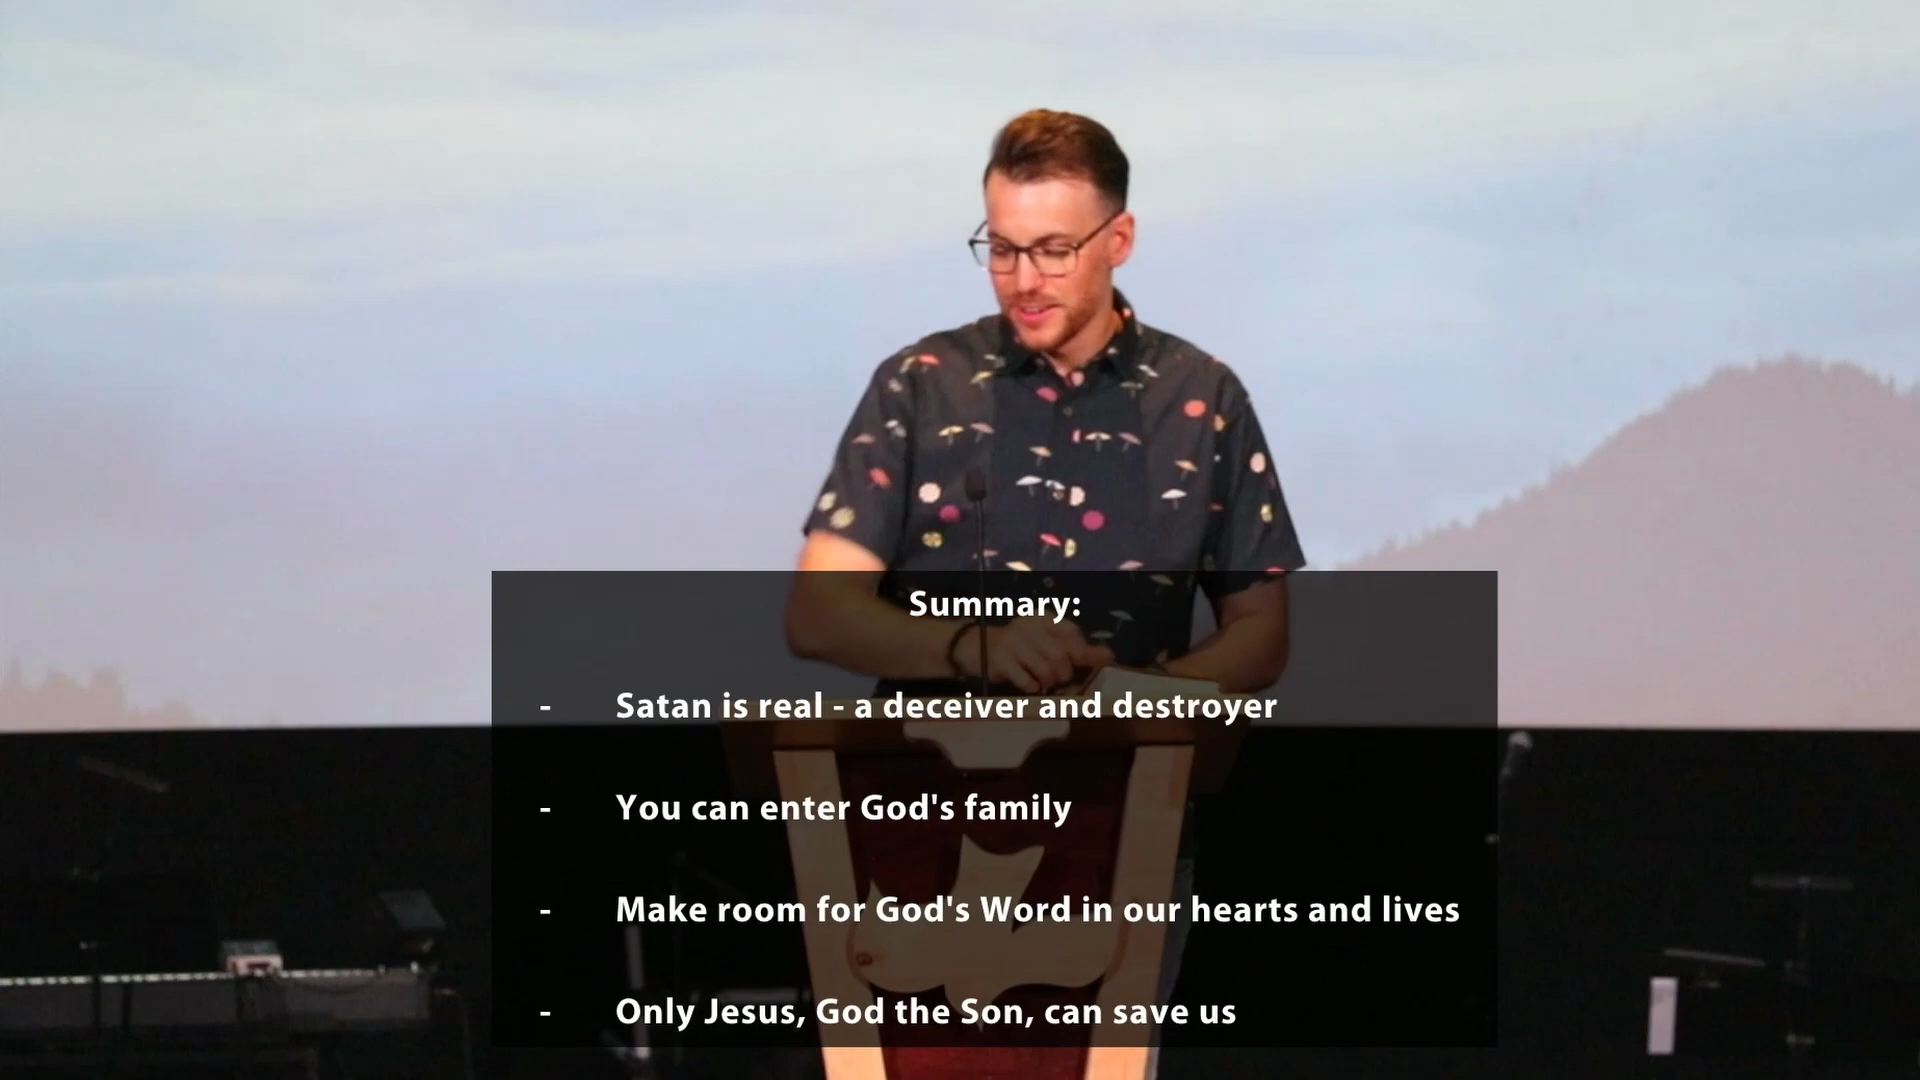 Summary:
- Satan is real - a deceiver and destroyer
- You can enter God's family
- Make room for God's Word in our hearts and lives
- Only Jesus, God the Son, can save us